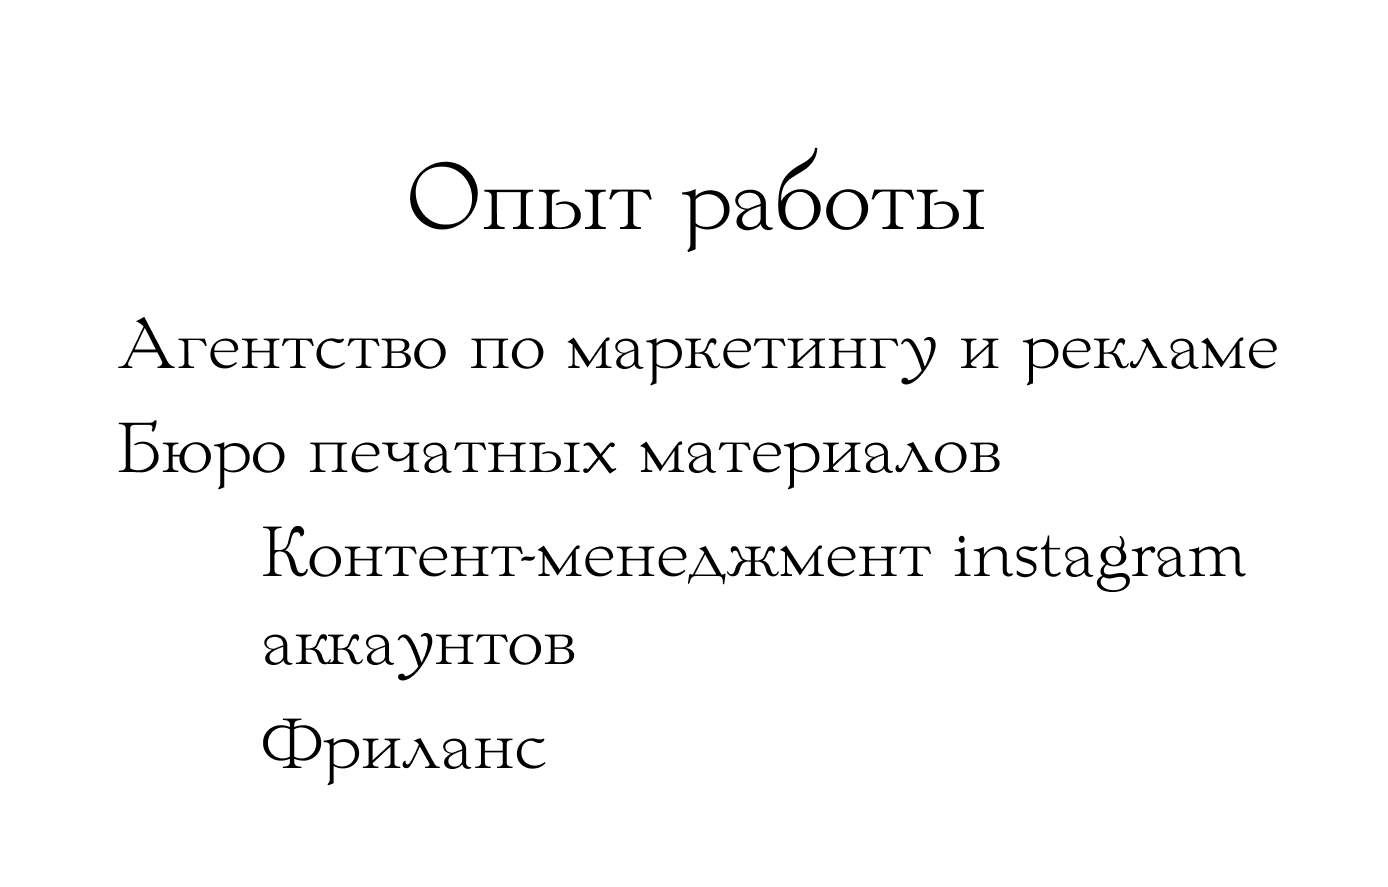 Опыт работы
Агентство по маркетингу и рекламе
Бюро печатных материалов
Контент-менеджмент instagram
аккаунтов
Фриланс